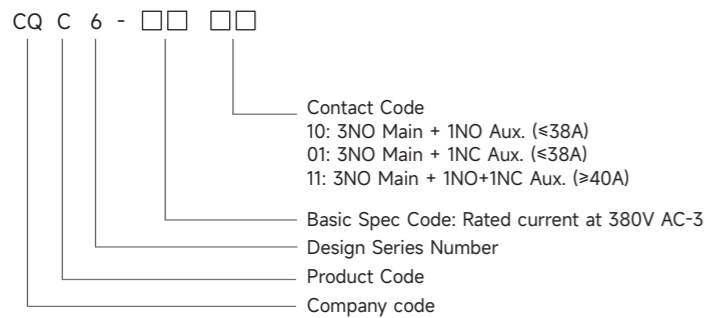 CQ C 6 - □□ □□
Contact Code
10: 3NO Main + 1NO Aux. (≤38A)
01: 3NO Main + 1NC Aux. (≤38A)
11: 3NO Main + 1NO+1NC Aux. (≥40A)
Basic Spec Code: Rated current at 380V AC-3
Design Series Number
Product Code
Company code